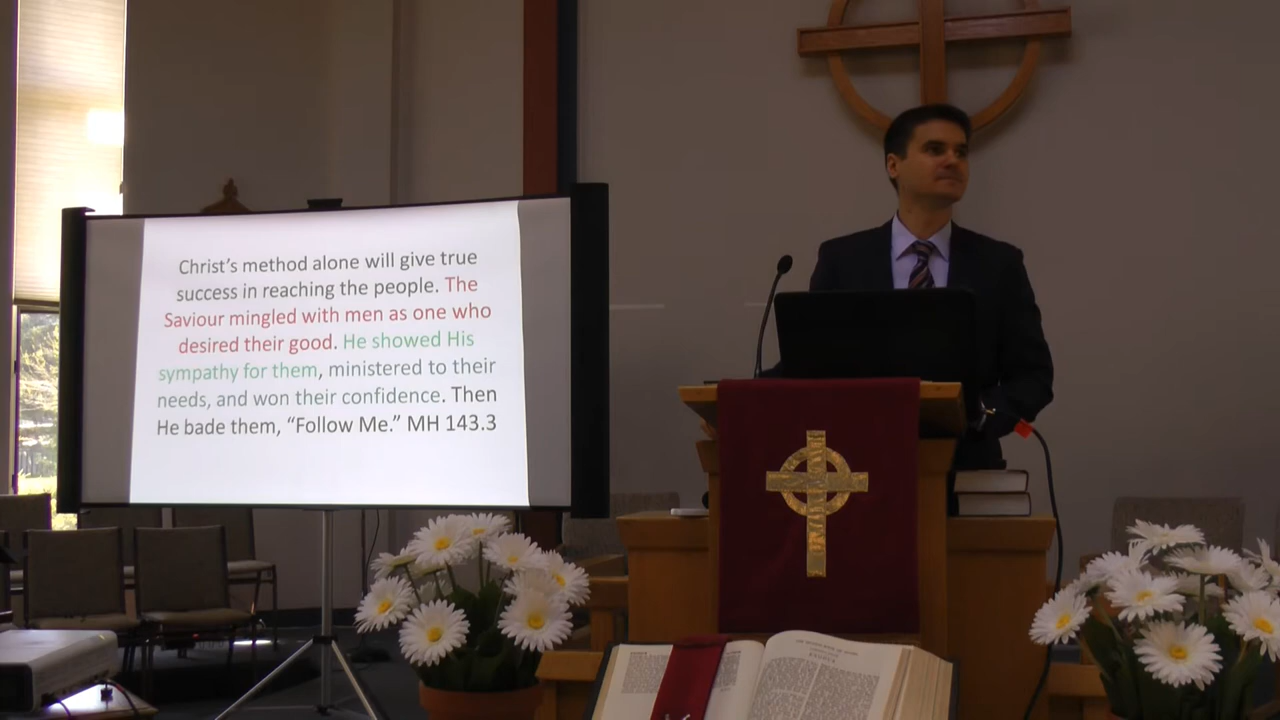 Christ's method alone will give true
success in reaching the people. The
Saviour mingled with men as one who
desired their good. He showed His
sympathy for them, ministered to their
needs, and won their confidence. Then
He bade them, “Follow Me.” MH 143.3
EXODUS